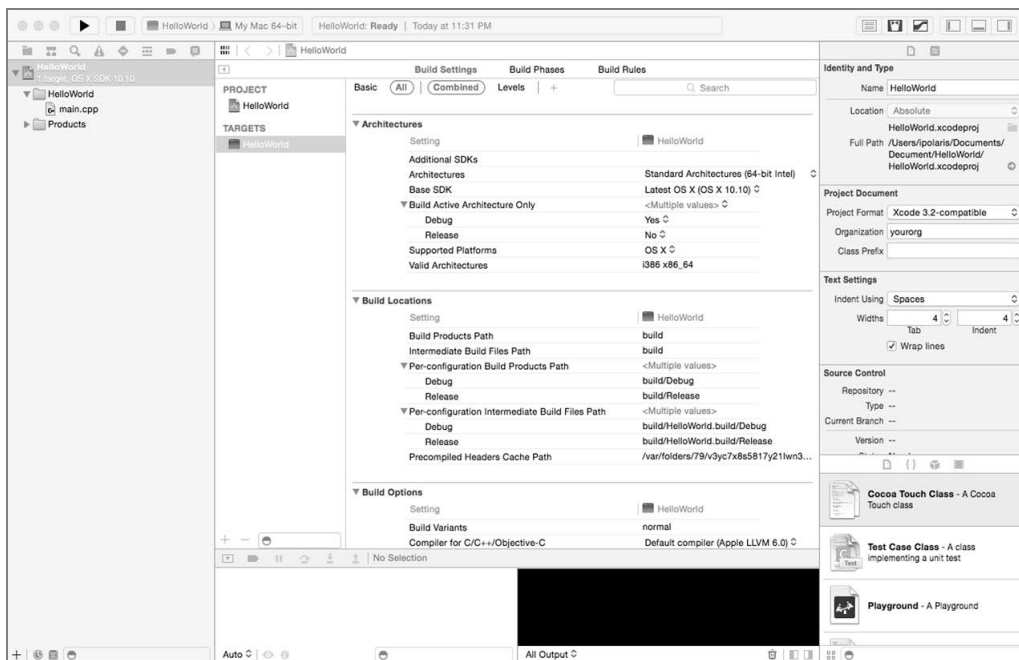 HelloWorld
My Mac 64-bit
HelloWorld: Ready | Today at 11:31 PM
HelloWorld
1 target, OS X SDK 10.10
HelloWorld
main.cpp
Products
HelloWorld
Build Settings Build Phases Build Rules
PROJECT
HelloWorld
TARGETS
HelloWorld
Basic All Combined Levels + Search
Architectures
Setting HelloWorld
Additional SDKs
Architectures Standard Architectures (64-bit Intel)
Base SDK Latest OS X (OS X 10.10)
Build Active Architecture Only <Multiple values>
Debug Yes
Release No
Supported Platforms OS X
Valid Architectures i386 x86_64
Build Locations
Setting HelloWorld
Build Products Path build
Intermediate Build Files Path build
Per-configuration Build Products Path <Multiple values>
Debug build/Debug
Release build/Release
Per-configuration Intermediate Build Files Path <Multiple values>
Debug build/HelloWorld.build/Debug
Release build/HelloWorld.build/Release
Precompiled Headers Cache Path /var/folders/79/v3yc7x8s5817y21lwn3...
Build Options
Setting HelloWorld
Build Variants normal
Compiler for C/C++/Objective-C Default compiler (Apple LLVM 6.0)
No Selection
Auto
All Output
Identity and Type
Name HelloWorld
Location Absolute
HelloWorld.xcodeproj
Full Path /Users/ipolaris/Documents/
Decument/HelloWorld/
HelloWorld.xcodeproj
Project Document
Project Format Xcode 3.2-compatible
Organization yourorg
Class Prefix
Text Settings
Indent Using Spaces
Widths 4 4
Tab Indent
Wrap lines
Source Control
Repository --
Type --
Current Branch --
Version --
Cocoa Touch Class - A Cocoa
Touch class
Test Case Class - A class
implementing a unit test
Test
Playground - A Playground